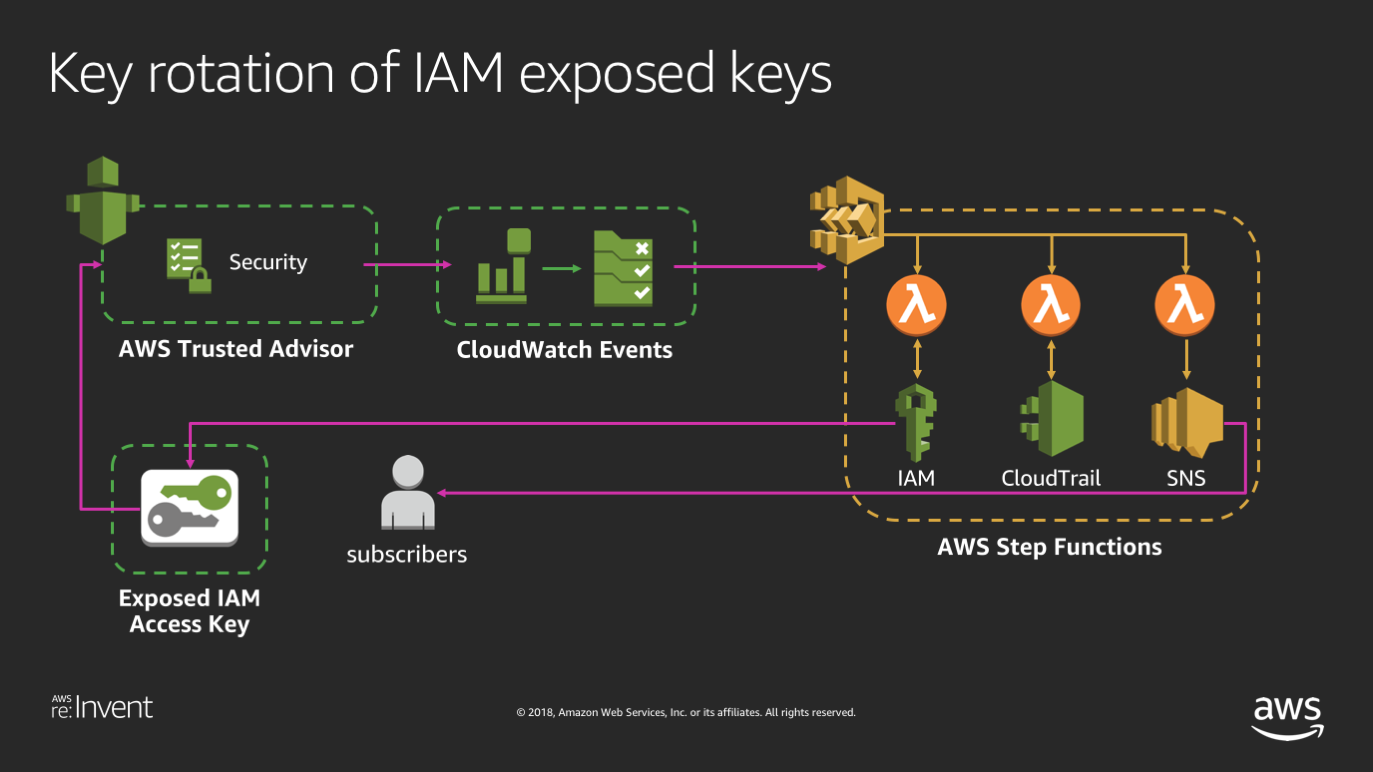 Key rotation of IAM exposed keys
Security
AWS Trusted Advisor
CloudWatch Events
λ
λ
λ
IAM
CloudTrail
SNS
AWS Step Functions
subscribers
Exposed IAM
Access Key
AWS
re:Invent
© 2018, Amazon Web Services, Inc. or its affiliates. All rights reserved.
aws